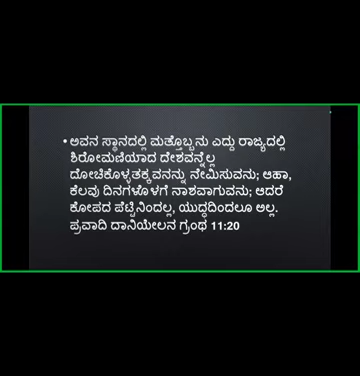 • ಅವನ ಸ್ಥಾನದಲ್ಲಿ ಮತ್ತೊಬ್ಬನು ಎದ್ದು ರಾಜ್ಯದಲ್ಲಿ
ಶಿರೋಮಣಿಯಾದ ದೇಶವನ್ನೆಲ್ಲ
ದೋಚಿಕೊಳ್ಳತಕ್ಕವನನ್ನು ನೇಮಿಸುವನು; ಆಹಾ,
ಕೆಲವು ದಿನಗಳೊಳಗೆ ನಾಶವಾಗುವನು; ಆದರೆ
ಕೋಪದ ಪೆಟ್ಟಿನಿಂದಲ್ಲ, ಯುದ್ಧದಿಂದಲೂ ಅಲ್ಲ.
ಪ್ರವಾದಿ ದಾನಿಯೇಲನ ಗ್ರಂಥ 11:20